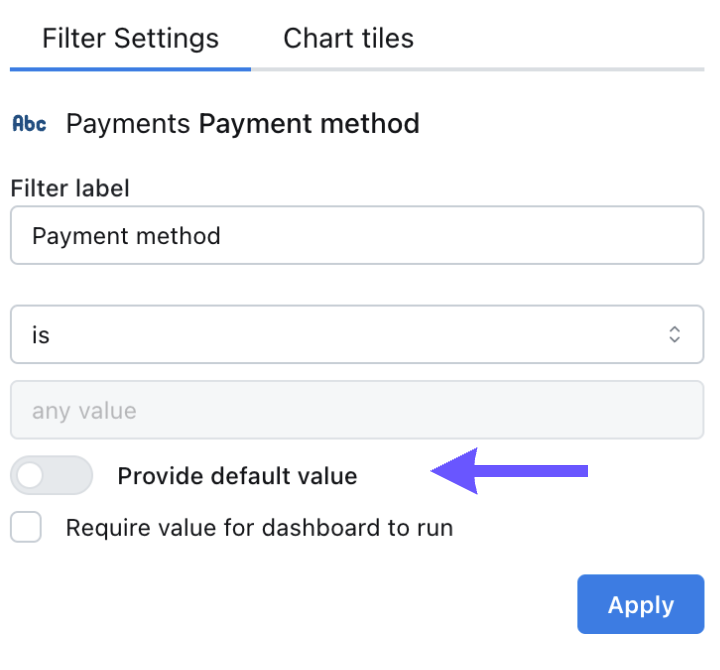 Filter Settings Chart tiles
Abc Payments Payment method
Filter label
Payment method
is
any value
Provide default value
Require value for dashboard to run
Apply